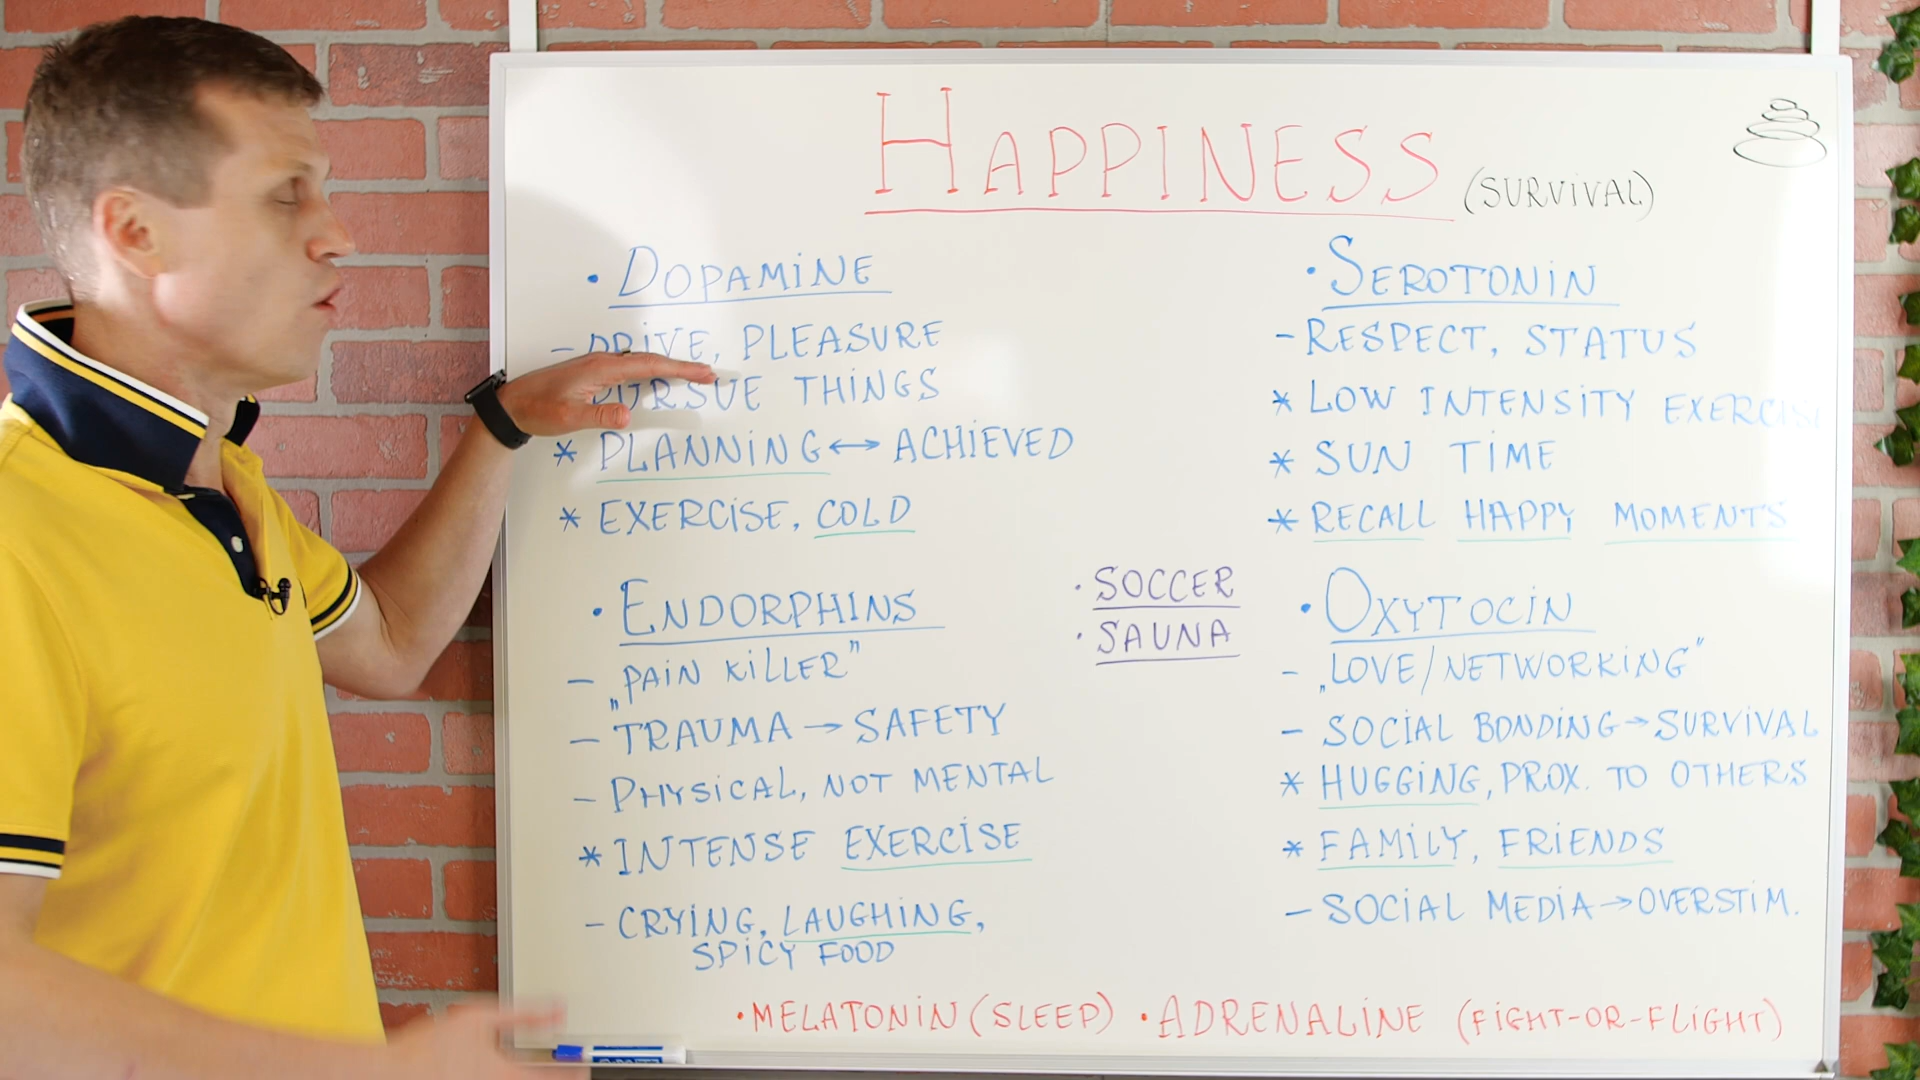 HAPPINESS (SURVIVAL)
• DOPAMINE
– DRIVE, PLEASURE
PURSUE THINGS
* PLANNING ↔ ACHIEVED
* EXERCISE, COLD
• ENDORPHINS
– „PAIN KILLER”
– TRAUMA → SAFETY
– PHYSICAL, NOT MENTAL
* INTENSE EXERCISE
– CRYING, LAUGHING,
SPICY FOOD
• SOCCER
• SAUNA
• SEROTONIN
– RESPECT, STATUS
* LOW INTENSITY EXERCISE
* SUN TIME
* RECALL HAPPY MOMENTS
• OXYTOCIN
– „LOVE/NETWORKING”
– SOCIAL BONDING → SURVIVAL
* HUGGING, PROX. TO OTHERS
* FAMILY, FRIENDS
– SOCIAL MEDIA → OVERSTIM.
• MELATONIN (SLEEP) • ADRENALINE (FIGHT-OR-FLIGHT)